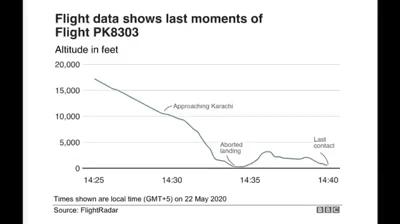 Flight data shows last moments of
Flight PK8303
Altitude in feet
20,000
15,000
Approaching Karachi
10,000
5,000
Aborted
landing
Last
contact
0
14:25
14:30
14:35
14:40
Times shown are local time (GMT+5) on 22 May 2020
Source: FlightRadar
BBC